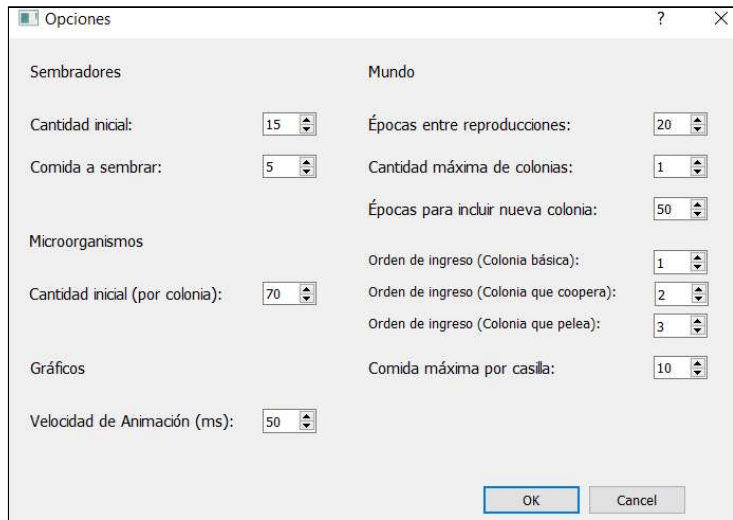 Opciones
?
Sembradores
Cantidad inicial: 15
Comida a sembrar: 5
Microorganismos
Cantidad inicial (por colonia): 70
Gráficos
Velocidad de Animación (ms): 50
Mundo
Épocas entre reproducciones: 20
Cantidad máxima de colonias: 1
Épocas para incluir nueva colonia: 50
Orden de ingreso (Colonia básica): 1
Orden de ingreso (Colonia que coopera): 2
Orden de ingreso (Colonia que pelea): 3
Comida máxima por casilla: 10
OK
Cancel